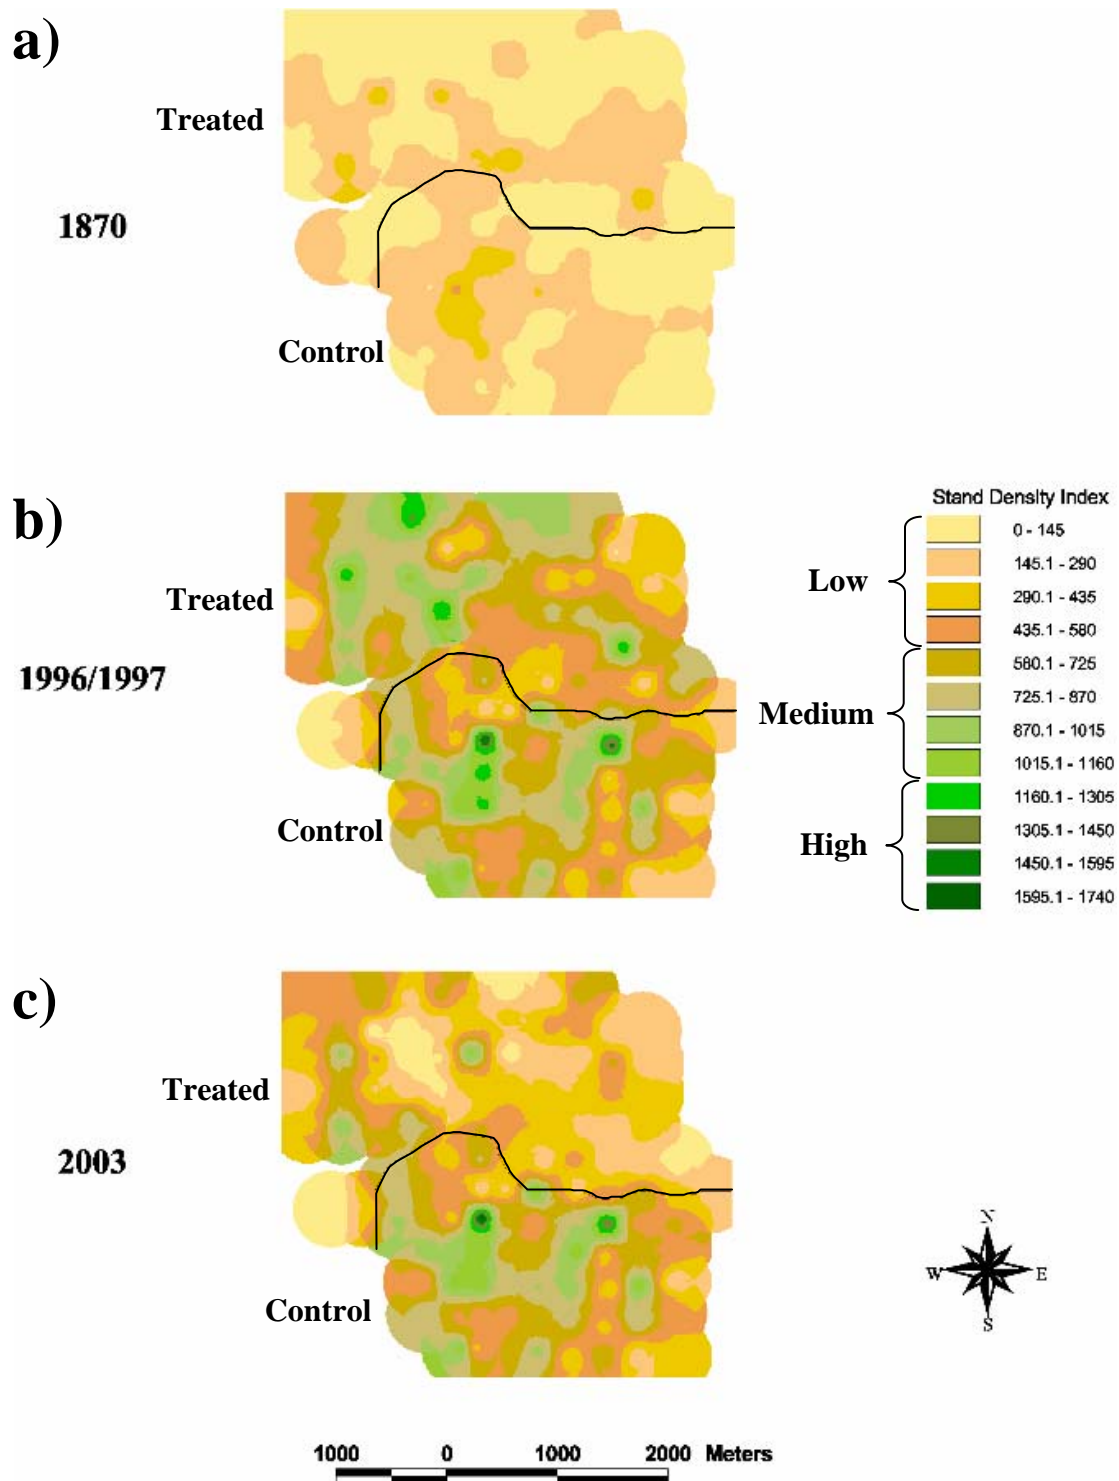 a)
Treated
1870
Control
b)
Treated
1996/1997
Control
Stand Density Index
Low
0 - 145
145.1 - 290
290.1 - 435
435.1 - 580
Medium
580.1 - 725
725.1 - 870
870.1 - 1015
1015.1 - 1160
High
1160.1 - 1305
1305.1 - 1450
1450.1 - 1595
1595.1 - 1740
c)
Treated
2003
Control
N
W E
S
1000 0 1000 2000 Meters